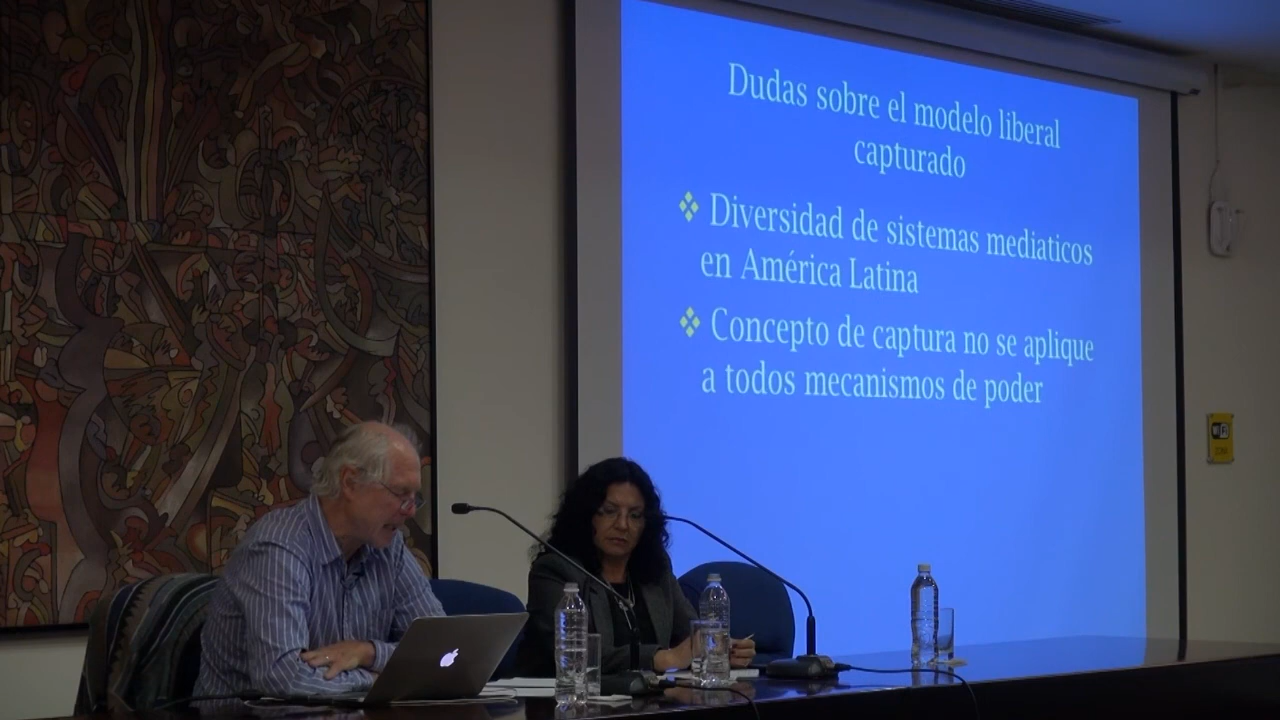 Dudas sobre el modelo liberal
capturado
Diversidad de sistemas mediaticos
en América Latina
Concepto de captura no se aplique
a todos mecanismos de poder